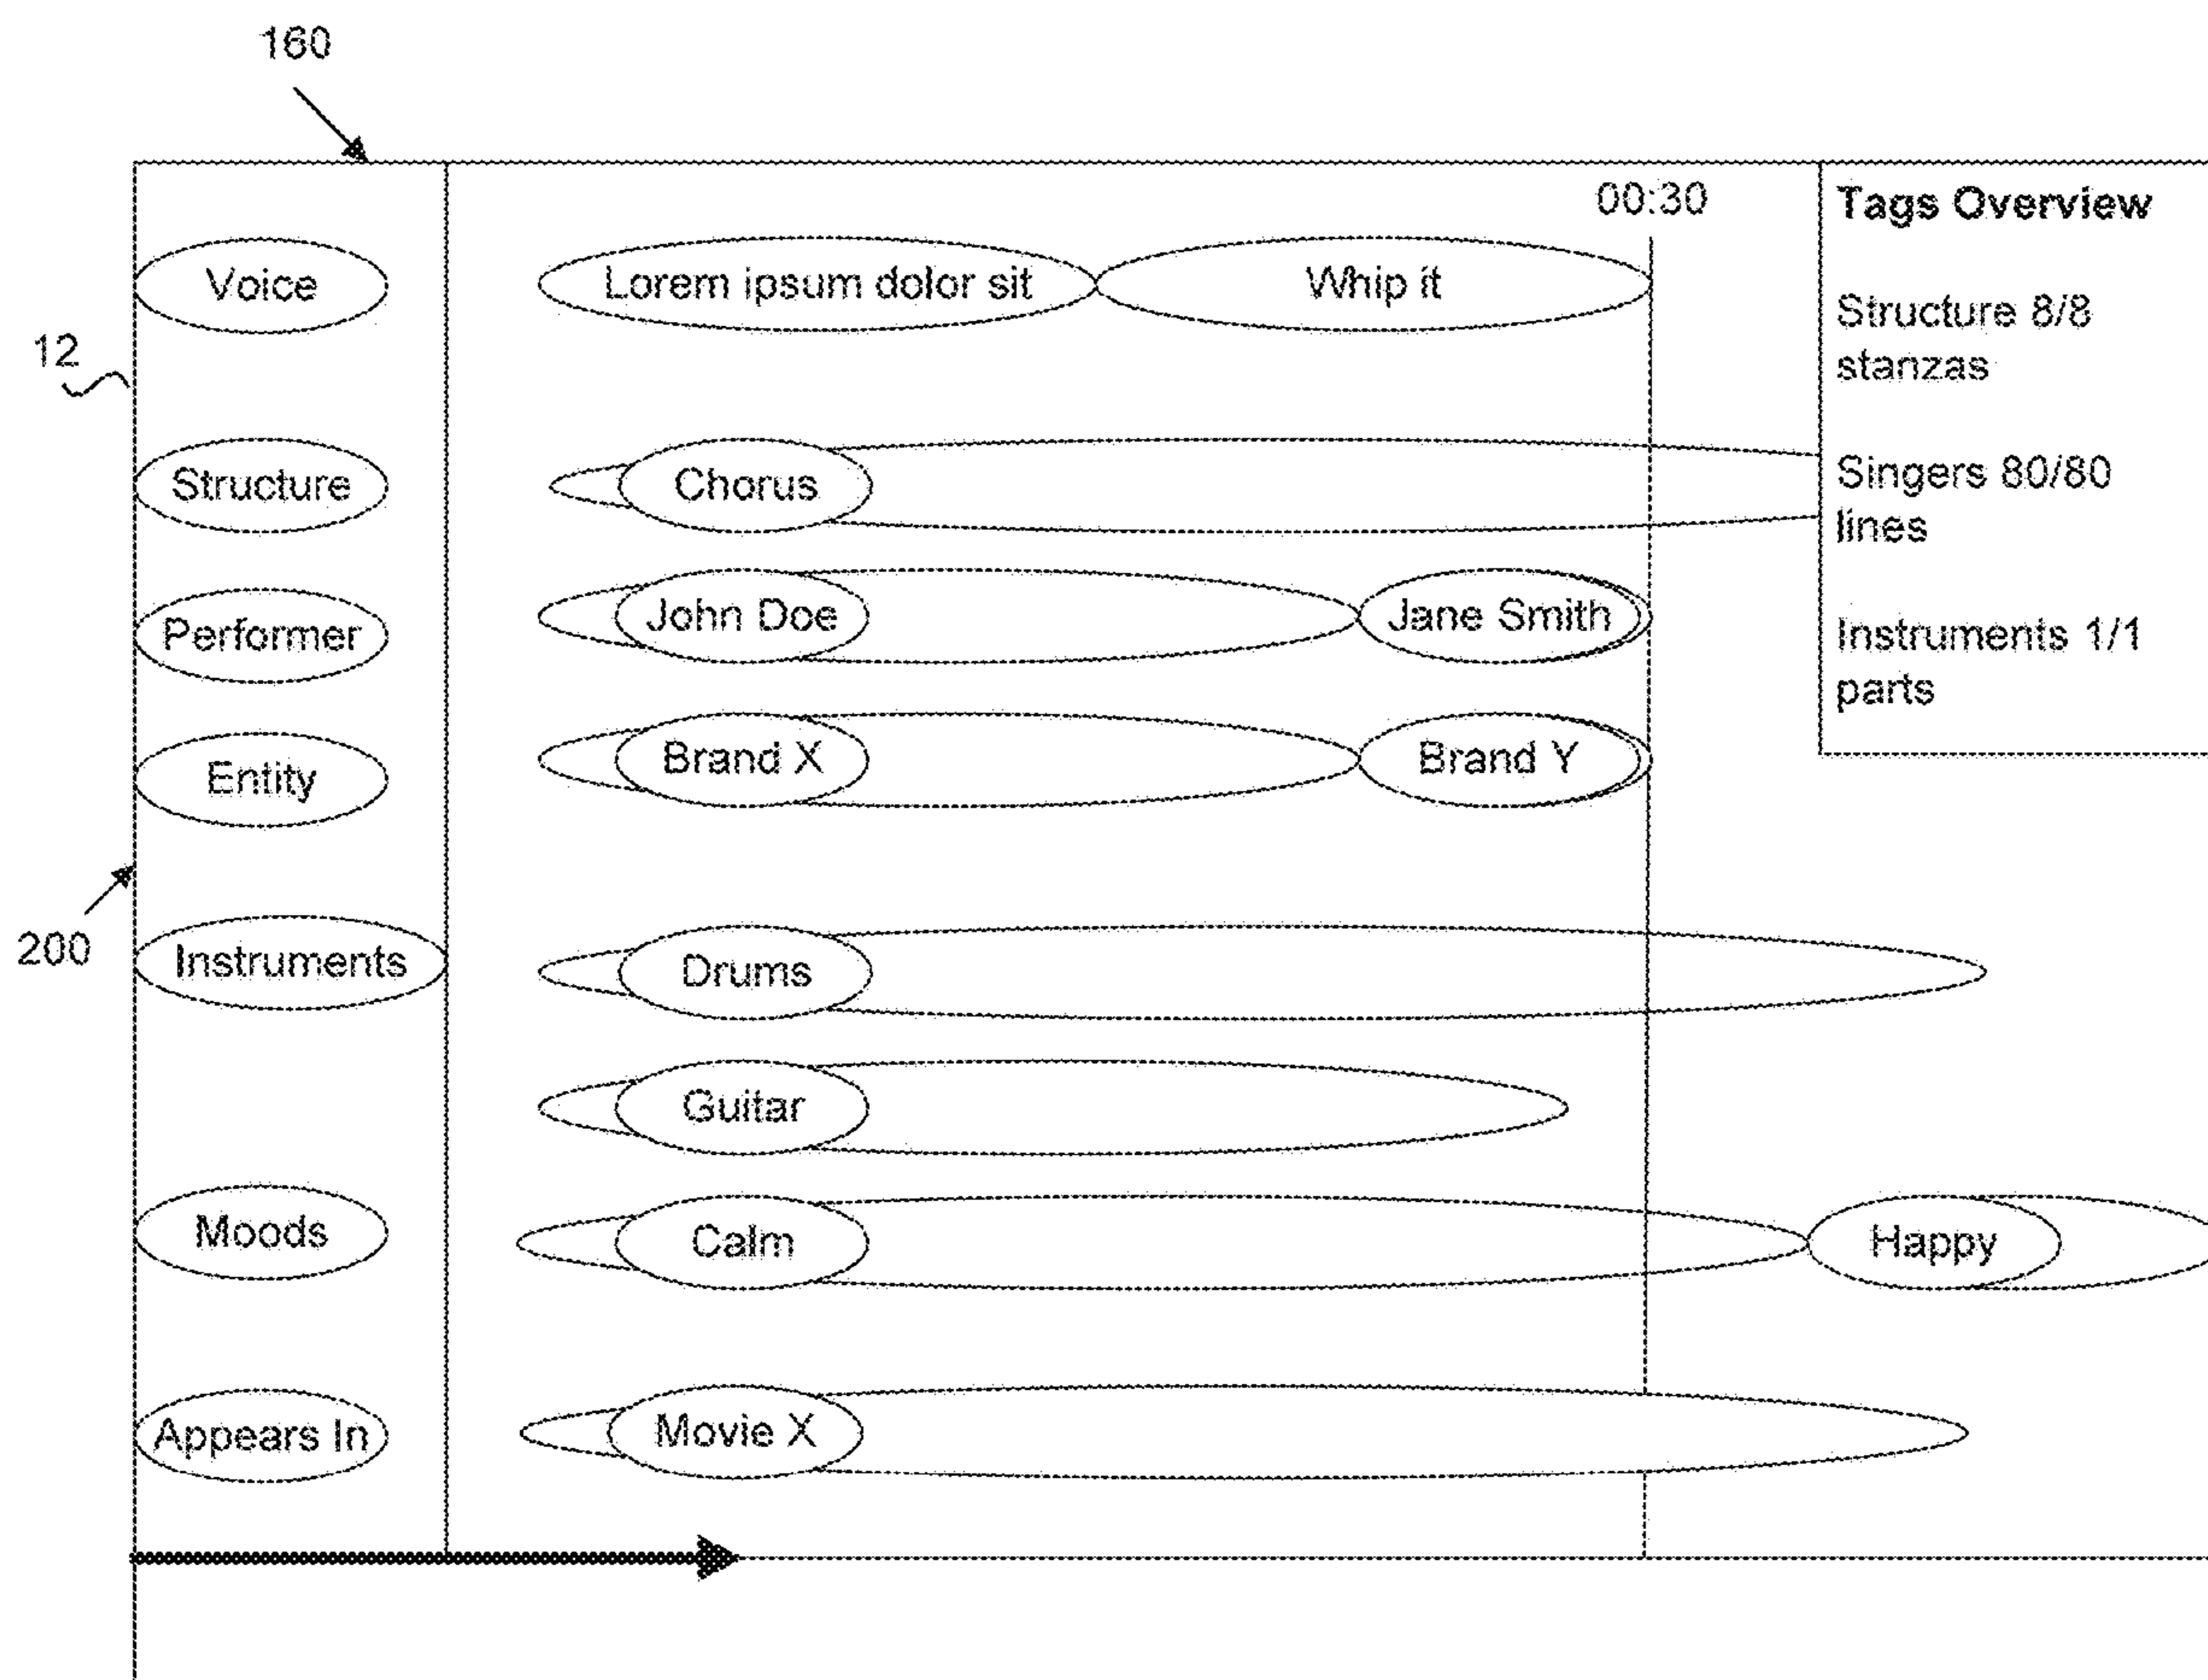 160
00:30
Tags Overview
Voice
Lorem ipsum dolor sit
Whip it
Structure 8/8
stanzas
12
Structure
Chorus
Singers 80/80
lines
Performer
John Doe
Jane Smith
Instruments 1/1
parts
Entity
Brand X
Brand Y
200
Instruments
Drums
Guitar
Moods
Calm
Happy
Appears In
Movie X